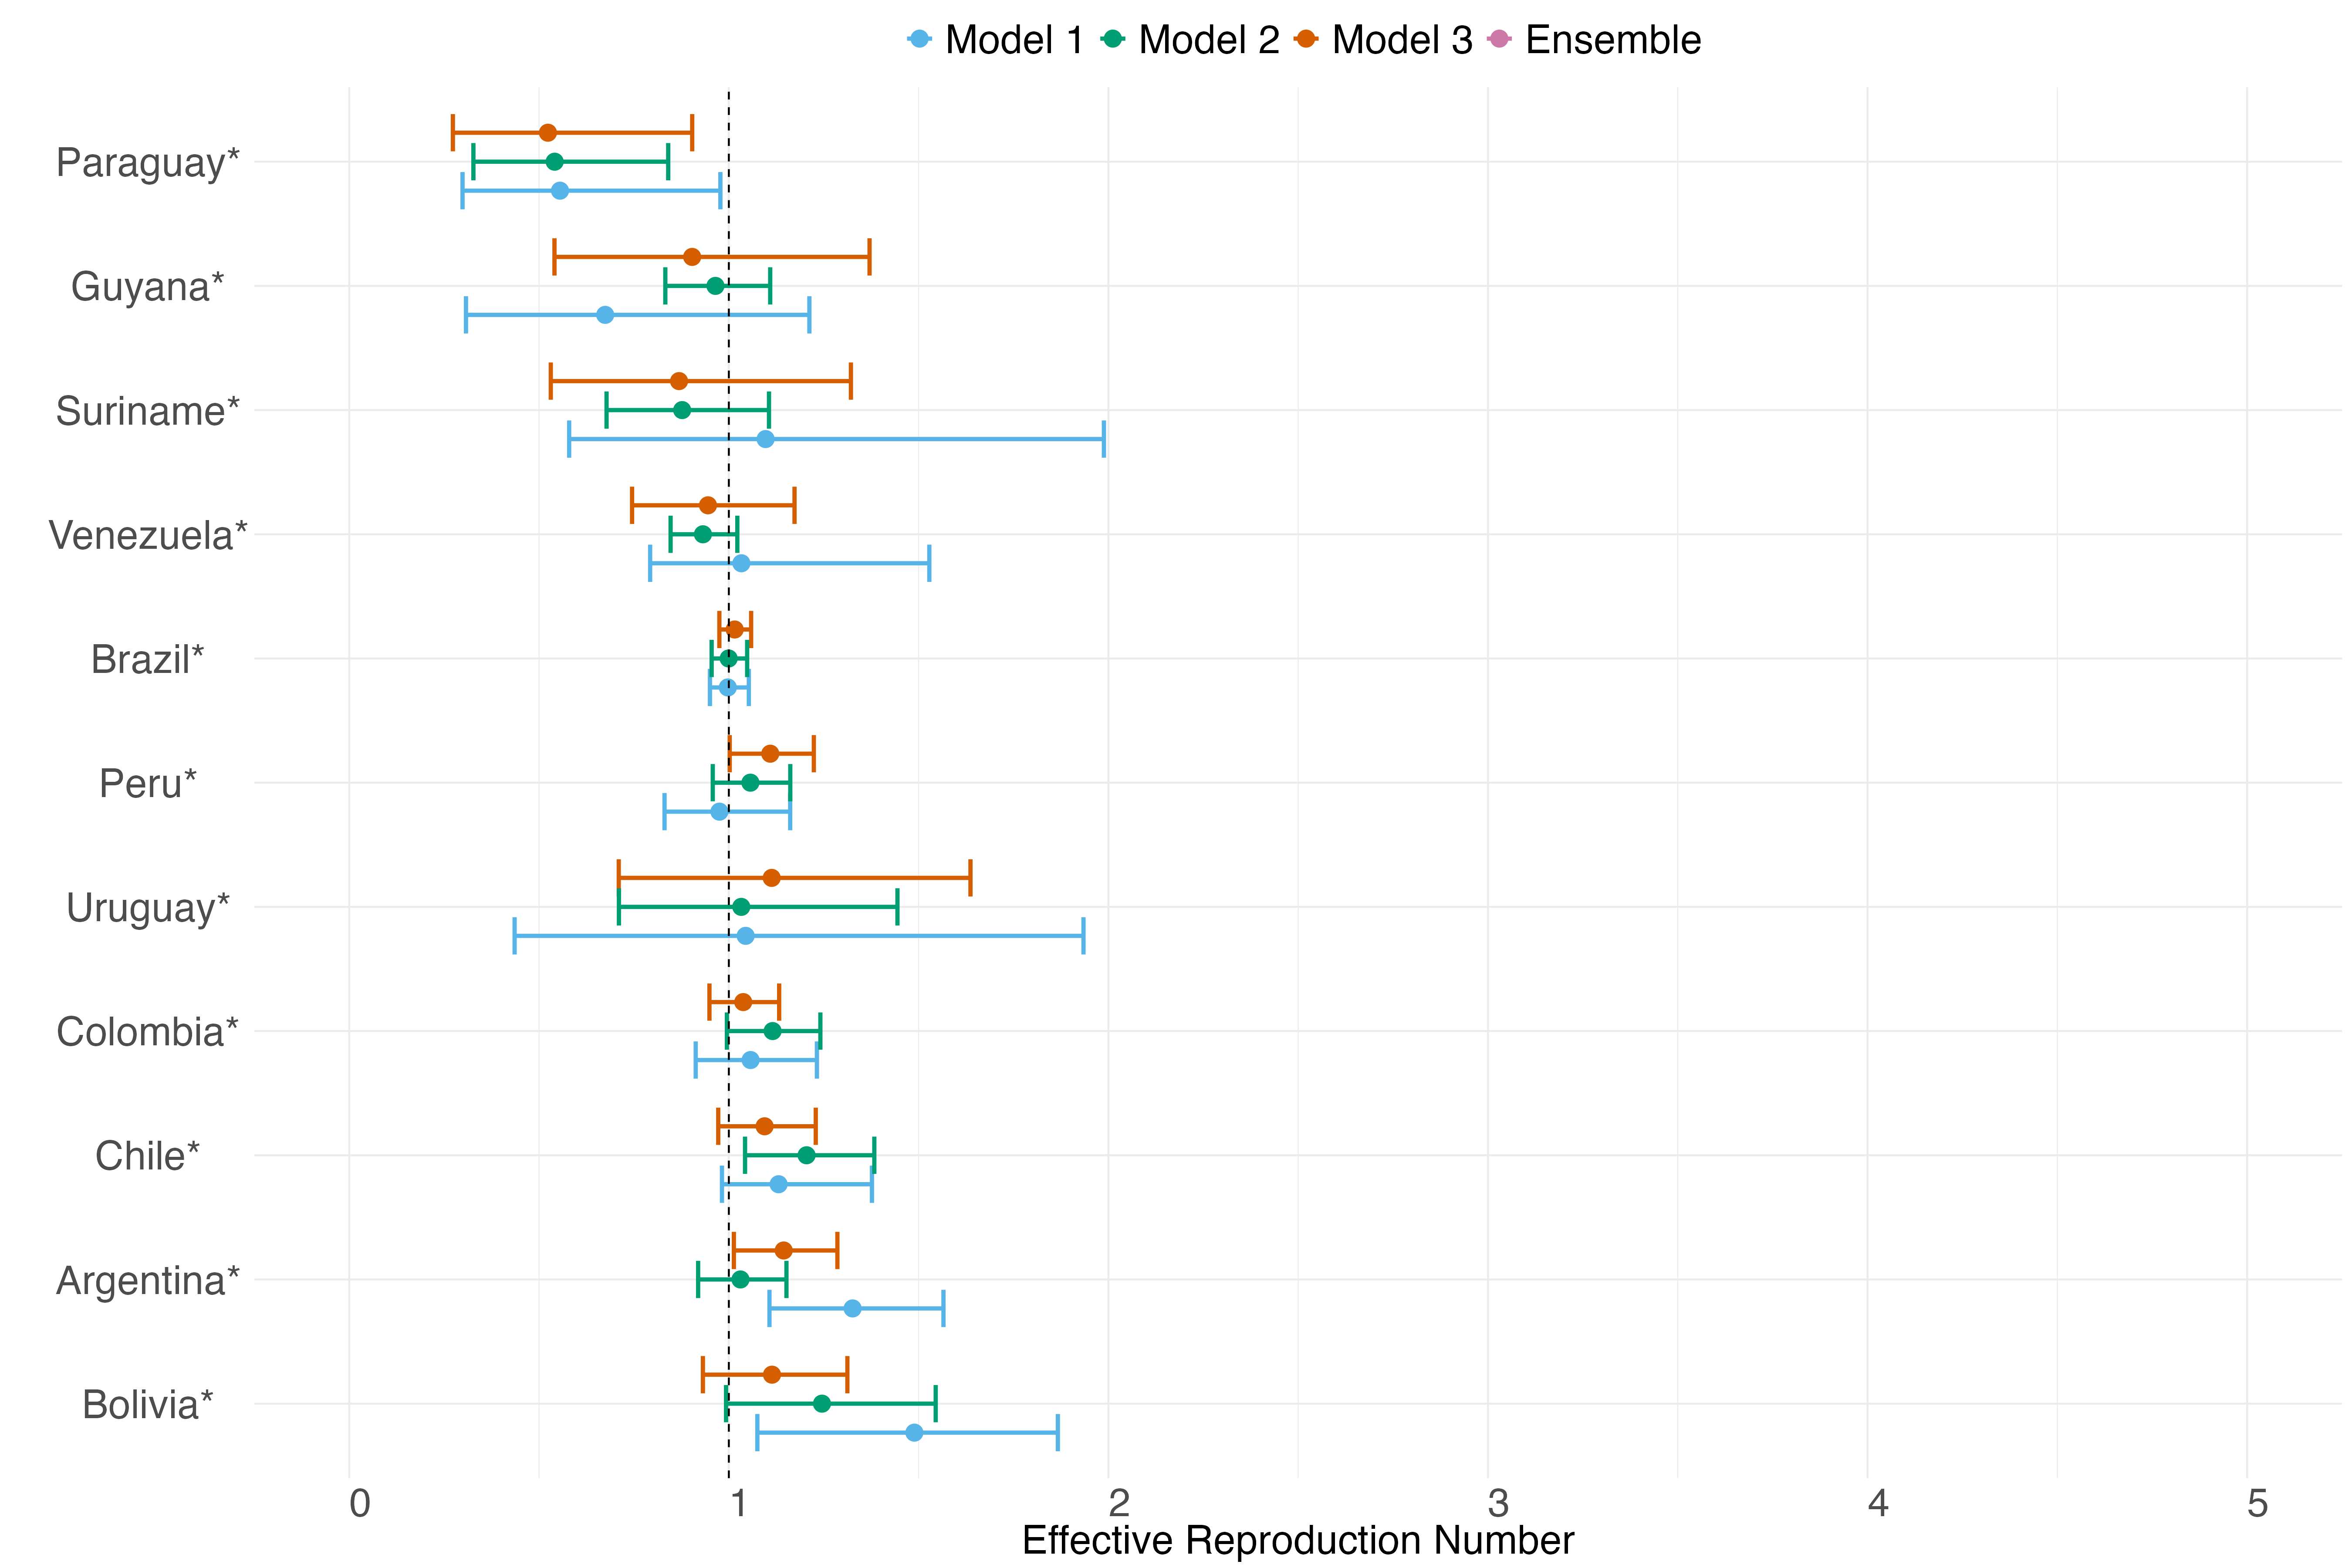 Model 1 Model 2 Model 3 Ensemble
Paraguay*
Guyana*
Suriname*
Venezuela*
Brazil*
Peru*
Uruguay*
Colombia*
Chile*
Argentina*
Bolivia*
0 1 2 3 4 5
Effective Reproduction Number